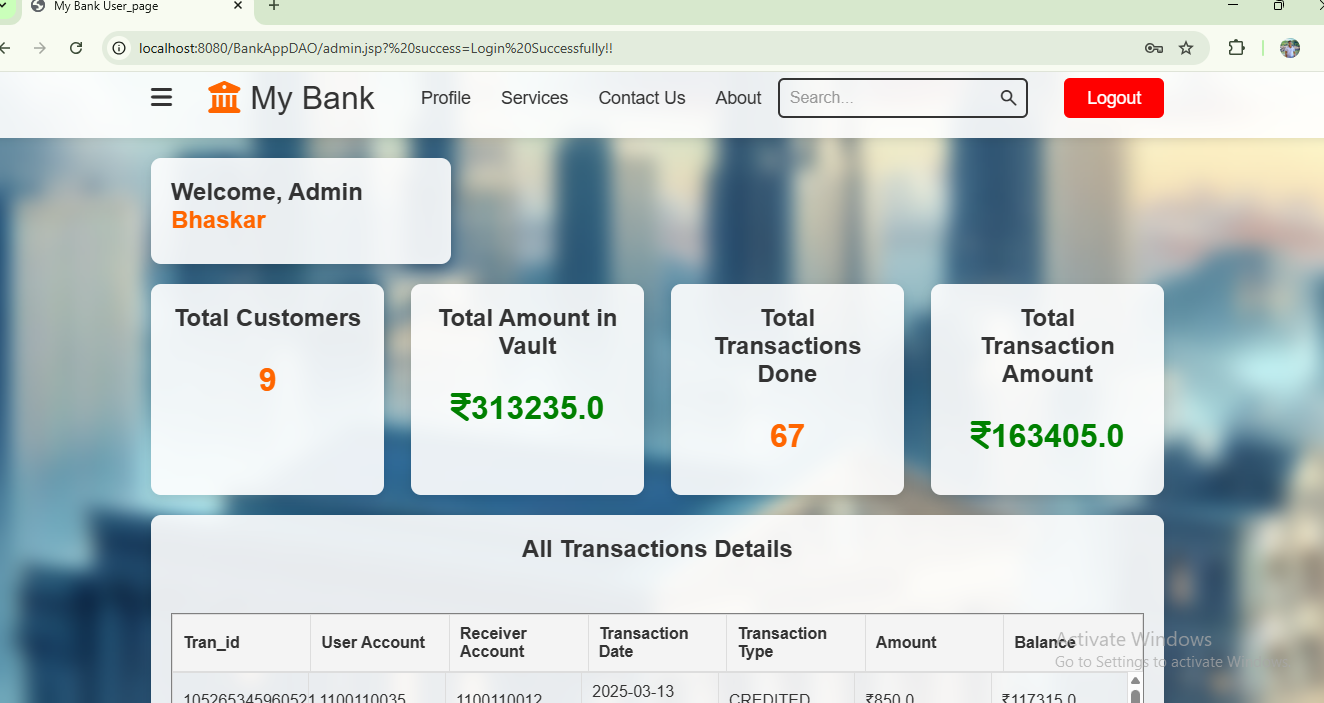 My Bank User_page
localhost:8080/BankAppDAO/admin.jsp?%20success=Login%20Successfully!!
My Bank Profile Services Contact Us About Search... Logout
Welcome, Admin
Bhaskar
Total Customers
9
Total Amount in
Vault
₹313235.0
Total
Transactions
Done
67
Total
Transaction
Amount
₹163405.0
All Transactions Details
Tran_id
User Account
Receiver
Account
Transaction
Date
Transaction
Type
Amount
Balance
105265345960521 1100110035 1100110012 2025-03-13 CREDITED ₹850.0 ₹117315.0
Activate Windows
Go to Settings to activate